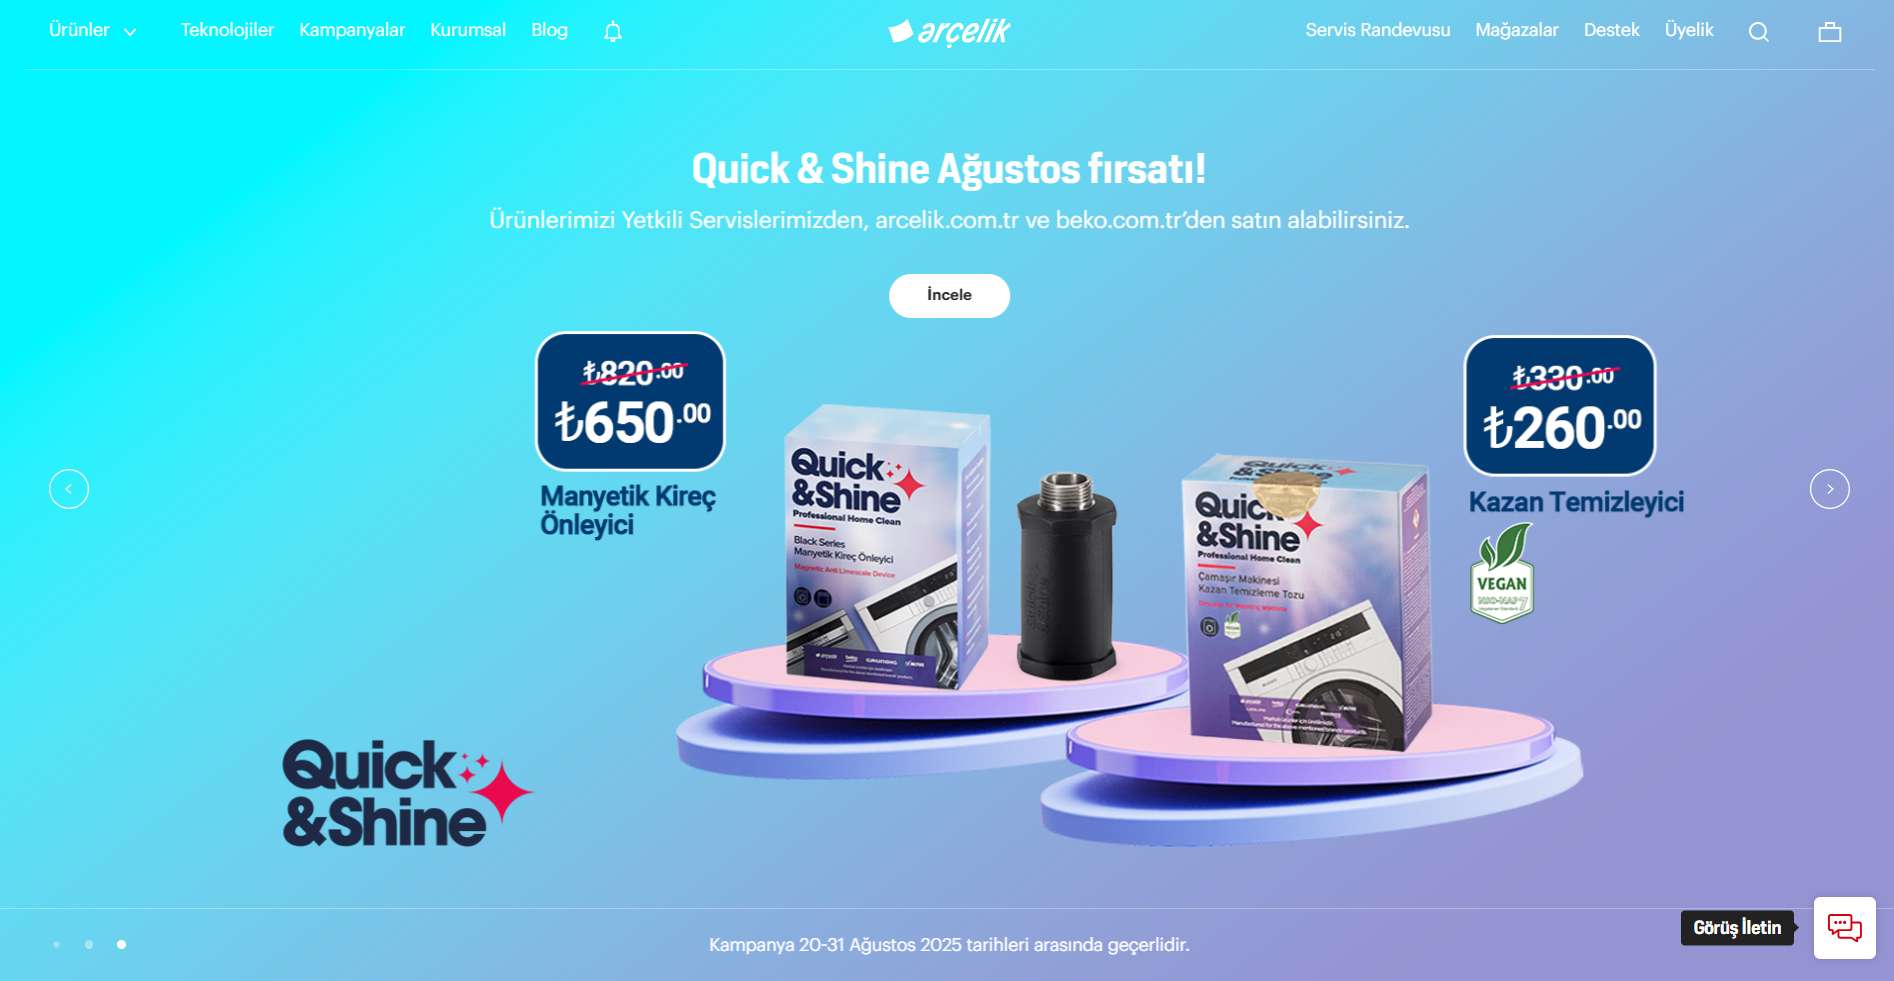 Ürünler
Teknolojiler
Kampanyalar
Kurumsal
Blog
arçelik
Servis Randevusu
Mağazalar
Destek
Üyelik
Quick & Shine Ağustos fırsatı!
Ürünlerimizi Yetkili Servislerimizden, arcelik.com.tr ve beko.com.tr’den satın alabilirsiniz.
İncele
₺820.00
₺650.00
Manyetik Kireç
Önleyici
₺330.00
₺260.00
Kazan Temizleyici
VEGAN
Quick
&Shine
Professional Home Clean
Black Series
Manyetik Kireç Önleyici
Magnetic Anti Limescale Device
arçelik beko GRUNDIG
Quick
&Shine
Professional Home Clean
Çamaşır Makinesi
Kazan Temizleme Tozu
Quick
&Shine
Kampanya 20-31 Ağustos 2025 tarihleri arasında geçerlidir.
Görüş İletin